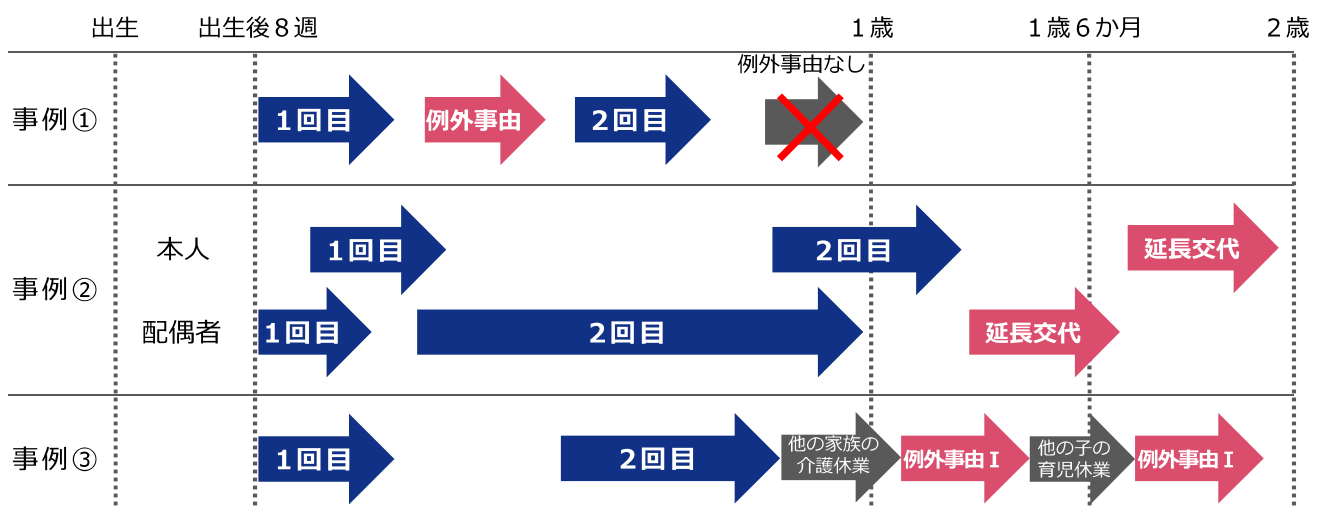 出生
出生後８週
１歳
１歳６か月
２歳
例外事由なし
事例①
１回目
例外事由
２回目
事例②
本人
１回目
２回目
延長交代
配偶者
１回目
２回目
延長交代
事例③
１回目
２回目
他の家族の
介護休業
例外事由Ⅰ
他の子の
育児休業
例外事由Ⅰ